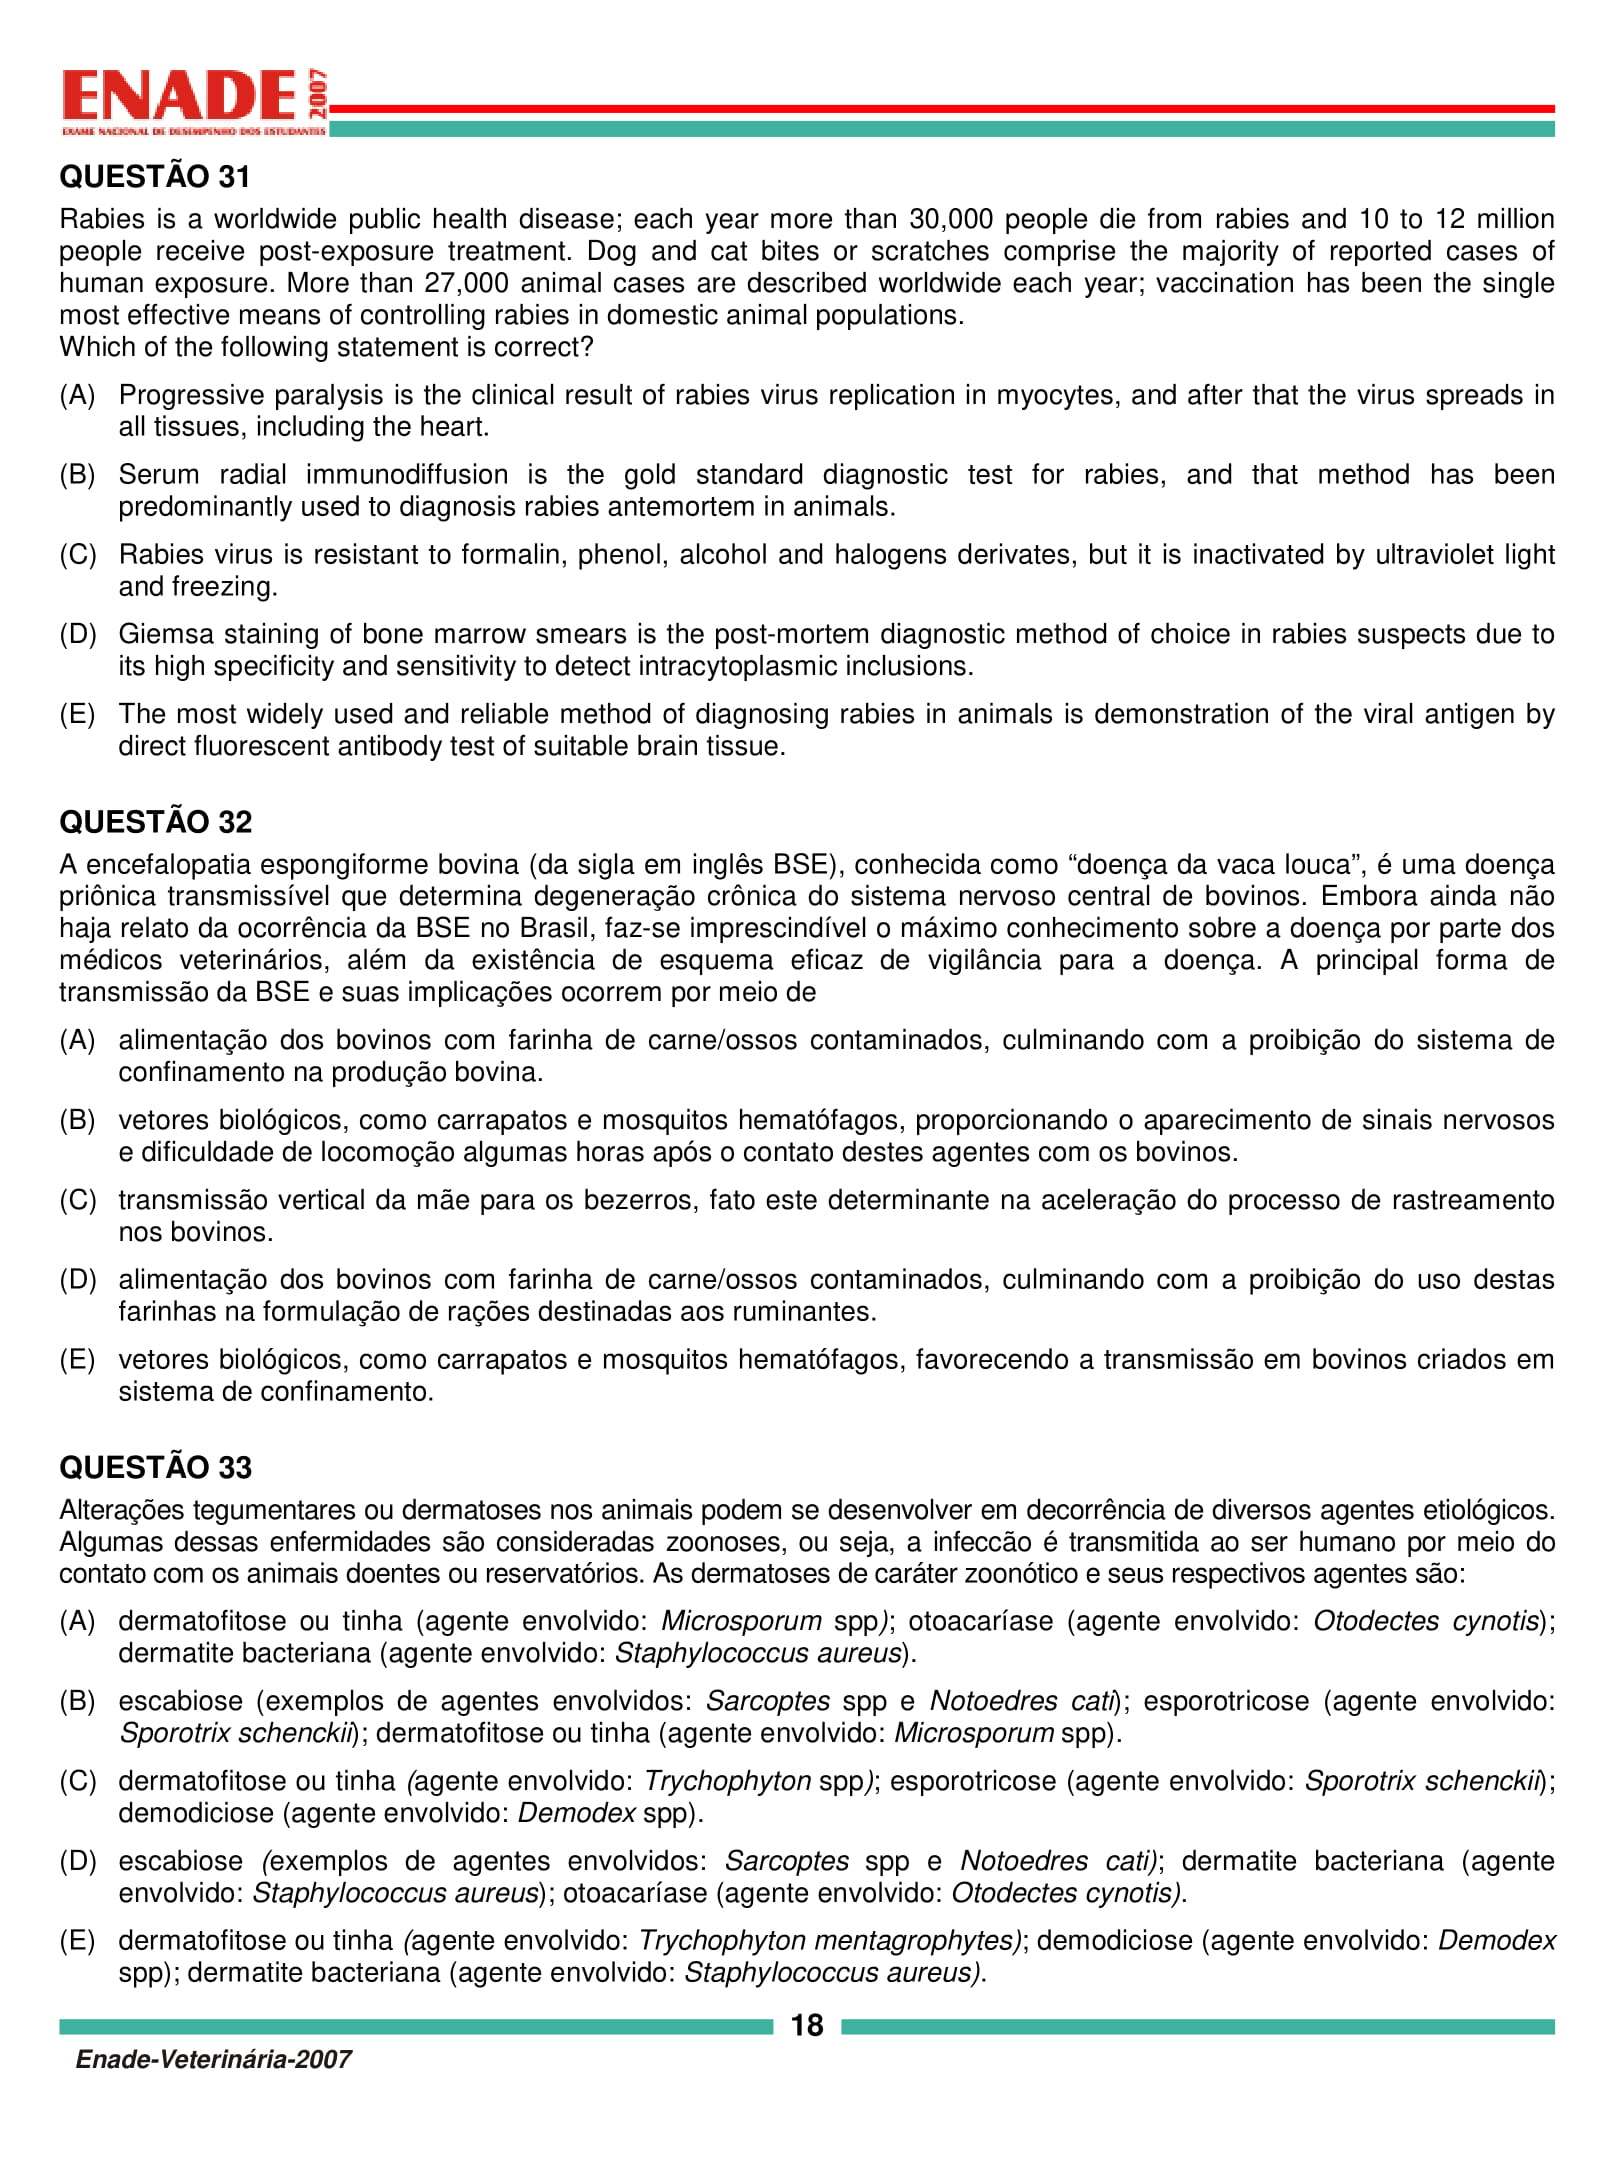 ENADE 2007
EXAME NACIONAL DE DESEMPENHO DOS ESTUDANTES
QUESTÃO 31
Rabies is a worldwide public health disease; each year more than 30,000 people die from rabies and 10 to 12 million
people receive post-exposure treatment. Dog and cat bites or scratches comprise the majority of reported cases of
human exposure. More than 27,000 animal cases are described worldwide each year; vaccination has been the single
most effective means of controlling rabies in domestic animal populations.
Which of the following statement is correct?
(A) Progressive paralysis is the clinical result of rabies virus replication in myocytes, and after that the virus spreads in
all tissues, including the heart.
(B) Serum radial immunodiffusion is the gold standard diagnostic test for rabies, and that method has been
predominantly used to diagnosis rabies antemortem in animals.
(C) Rabies virus is resistant to formalin, phenol, alcohol and halogens derivates, but it is inactivated by ultraviolet light
and freezing.
(D) Giemsa staining of bone marrow smears is the post-mortem diagnostic method of choice in rabies suspects due to
its high specificity and sensitivity to detect intracytoplasmic inclusions.
(E) The most widely used and reliable method of diagnosing rabies in animals is demonstration of the viral antigen by
direct fluorescent antibody test of suitable brain tissue.
QUESTÃO 32
A encefalopatia espongiforme bovina (da sigla em inglês BSE), conhecida como “doença da vaca louca”, é uma doença
priônica transmissível que determina degeneração crônica do sistema nervoso central de bovinos. Embora ainda não
haja relato da ocorrência da BSE no Brasil, faz-se imprescindível o máximo conhecimento sobre a doença por parte dos
médicos veterinários, além da existência de esquema eficaz de vigilância para a doença. A principal forma de
transmissão da BSE e suas implicações ocorrem por meio de
(A) alimentação dos bovinos com farinha de carne/ossos contaminados, culminando com a proibição do sistema de
confinamento na produção bovina.
(B) vetores biológicos, como carrapatos e mosquitos hematófagos, proporcionando o aparecimento de sinais nervosos
e dificuldade de locomoção algumas horas após o contato destes agentes com os bovinos.
(C) transmissão vertical da mãe para os bezerros, fato este determinante na aceleração do processo de rastreamento
nos bovinos.
(D) alimentação dos bovinos com farinha de carne/ossos contaminados, culminando com a proibição do uso destas
farinhas na formulação de rações destinadas aos ruminantes.
(E) vetores biológicos, como carrapatos e mosquitos hematófagos, favorecendo a transmissão em bovinos criados em
sistema de confinamento.
QUESTÃO 33
Alterações tegumentares ou dermatoses nos animais podem se desenvolver em decorrência de diversos agentes etiológicos.
Algumas dessas enfermidades são consideradas zoonoses, ou seja, a infeccão é transmitida ao ser humano por meio do
contato com os animais doentes ou reservatórios. As dermatoses de caráter zoonótico e seus respectivos agentes são:
(A) dermatofitose ou tinha (agente envolvido: Microsporum spp); otoacaríase (agente envolvido: Otodectes cynotis);
dermatite bacteriana (agente envolvido: Staphylococcus aureus).
(B) escabiose (exemplos de agentes envolvidos: Sarcoptes spp e Notoedres cati); esporotricose (agente envolvido:
Sporotrix schenckii); dermatofitose ou tinha (agente envolvido: Microsporum spp).
(C) dermatofitose ou tinha (agente envolvido: Trychophyton spp); esporotricose (agente envolvido: Sporotrix schenckii);
demodiciose (agente envolvido: Demodex spp).
(D) escabiose (exemplos de agentes envolvidos: Sarcoptes spp e Notoedres cati); dermatite bacteriana (agente
envolvido: Staphylococcus aureus); otoacaríase (agente envolvido: Otodectes cynotis).
(E) dermatofitose ou tinha (agente envolvido: Trychophyton mentagrophytes); demodiciose (agente envolvido: Demodex
spp); dermatite bacteriana (agente envolvido: Staphylococcus aureus).
18
Enade-Veterinária-2007